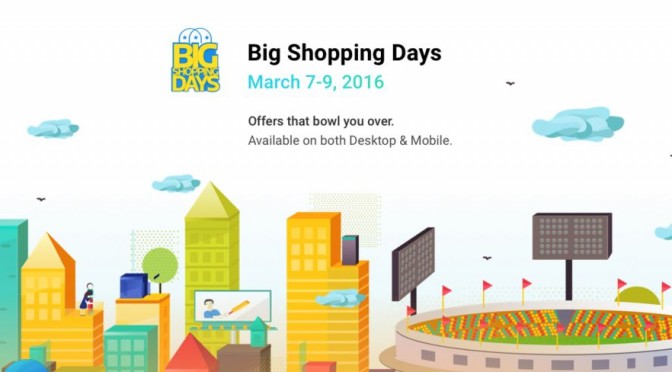 BIG
SHOPPING
DAYS
Big Shopping Days
March 7-9, 2016
Offers that bowl you over.
Available on both Desktop & Mobile.